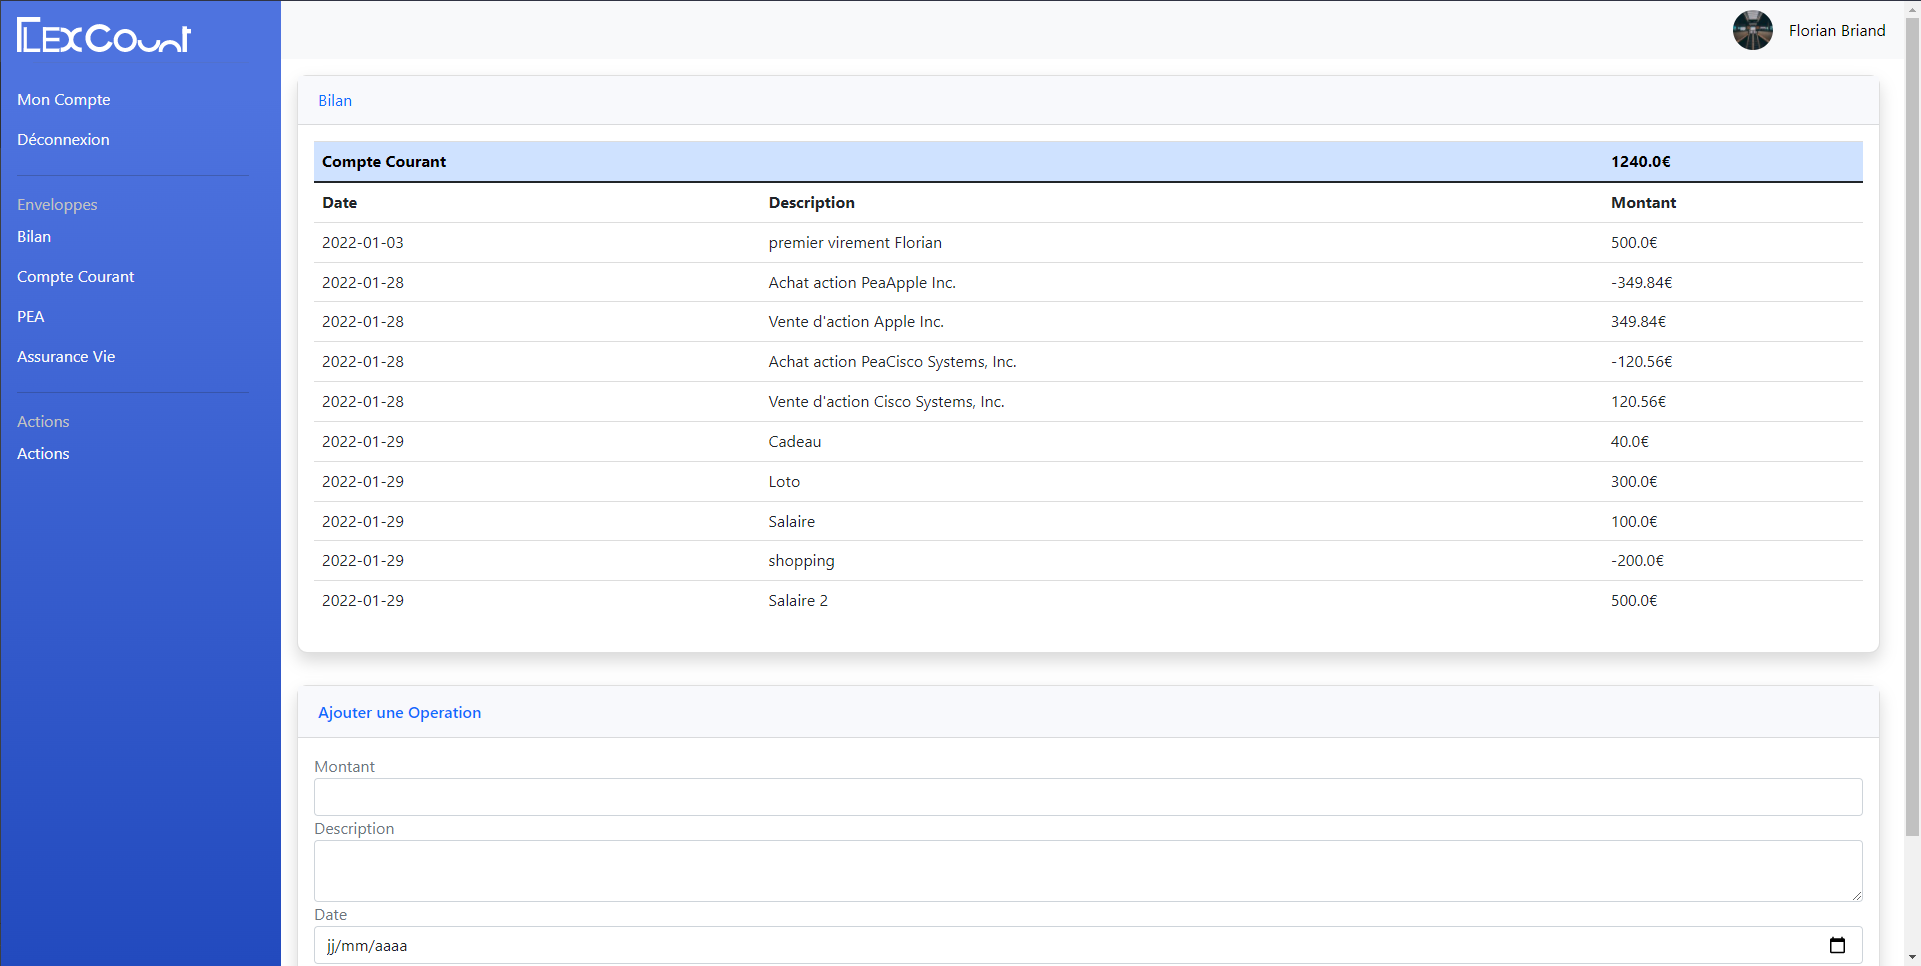 FLEXCOUNT
Florian Briand
Mon Compte
Déconnexion
Enveloppes
Bilan
Compte Courant
PEA
Assurance Vie
Actions
Actions
Bilan
Compte Courant 1240.0€
Date Description Montant
2022-01-03 premier virement Florian 500.0€
2022-01-28 Achat action PeaApple Inc. -349.84€
2022-01-28 Vente d'action Apple Inc. 349.84€
2022-01-28 Achat action PeaCisco Systems, Inc. -120.56€
2022-01-28 Vente d'action Cisco Systems, Inc. 120.56€
2022-01-29 Cadeau 40.0€
2022-01-29 Loto 300.0€
2022-01-29 Salaire 100.0€
2022-01-29 shopping -200.0€
2022-01-29 Salaire 2 500.0€
Ajouter une Operation
Montant
Description
Date
jj/mm/aaaa